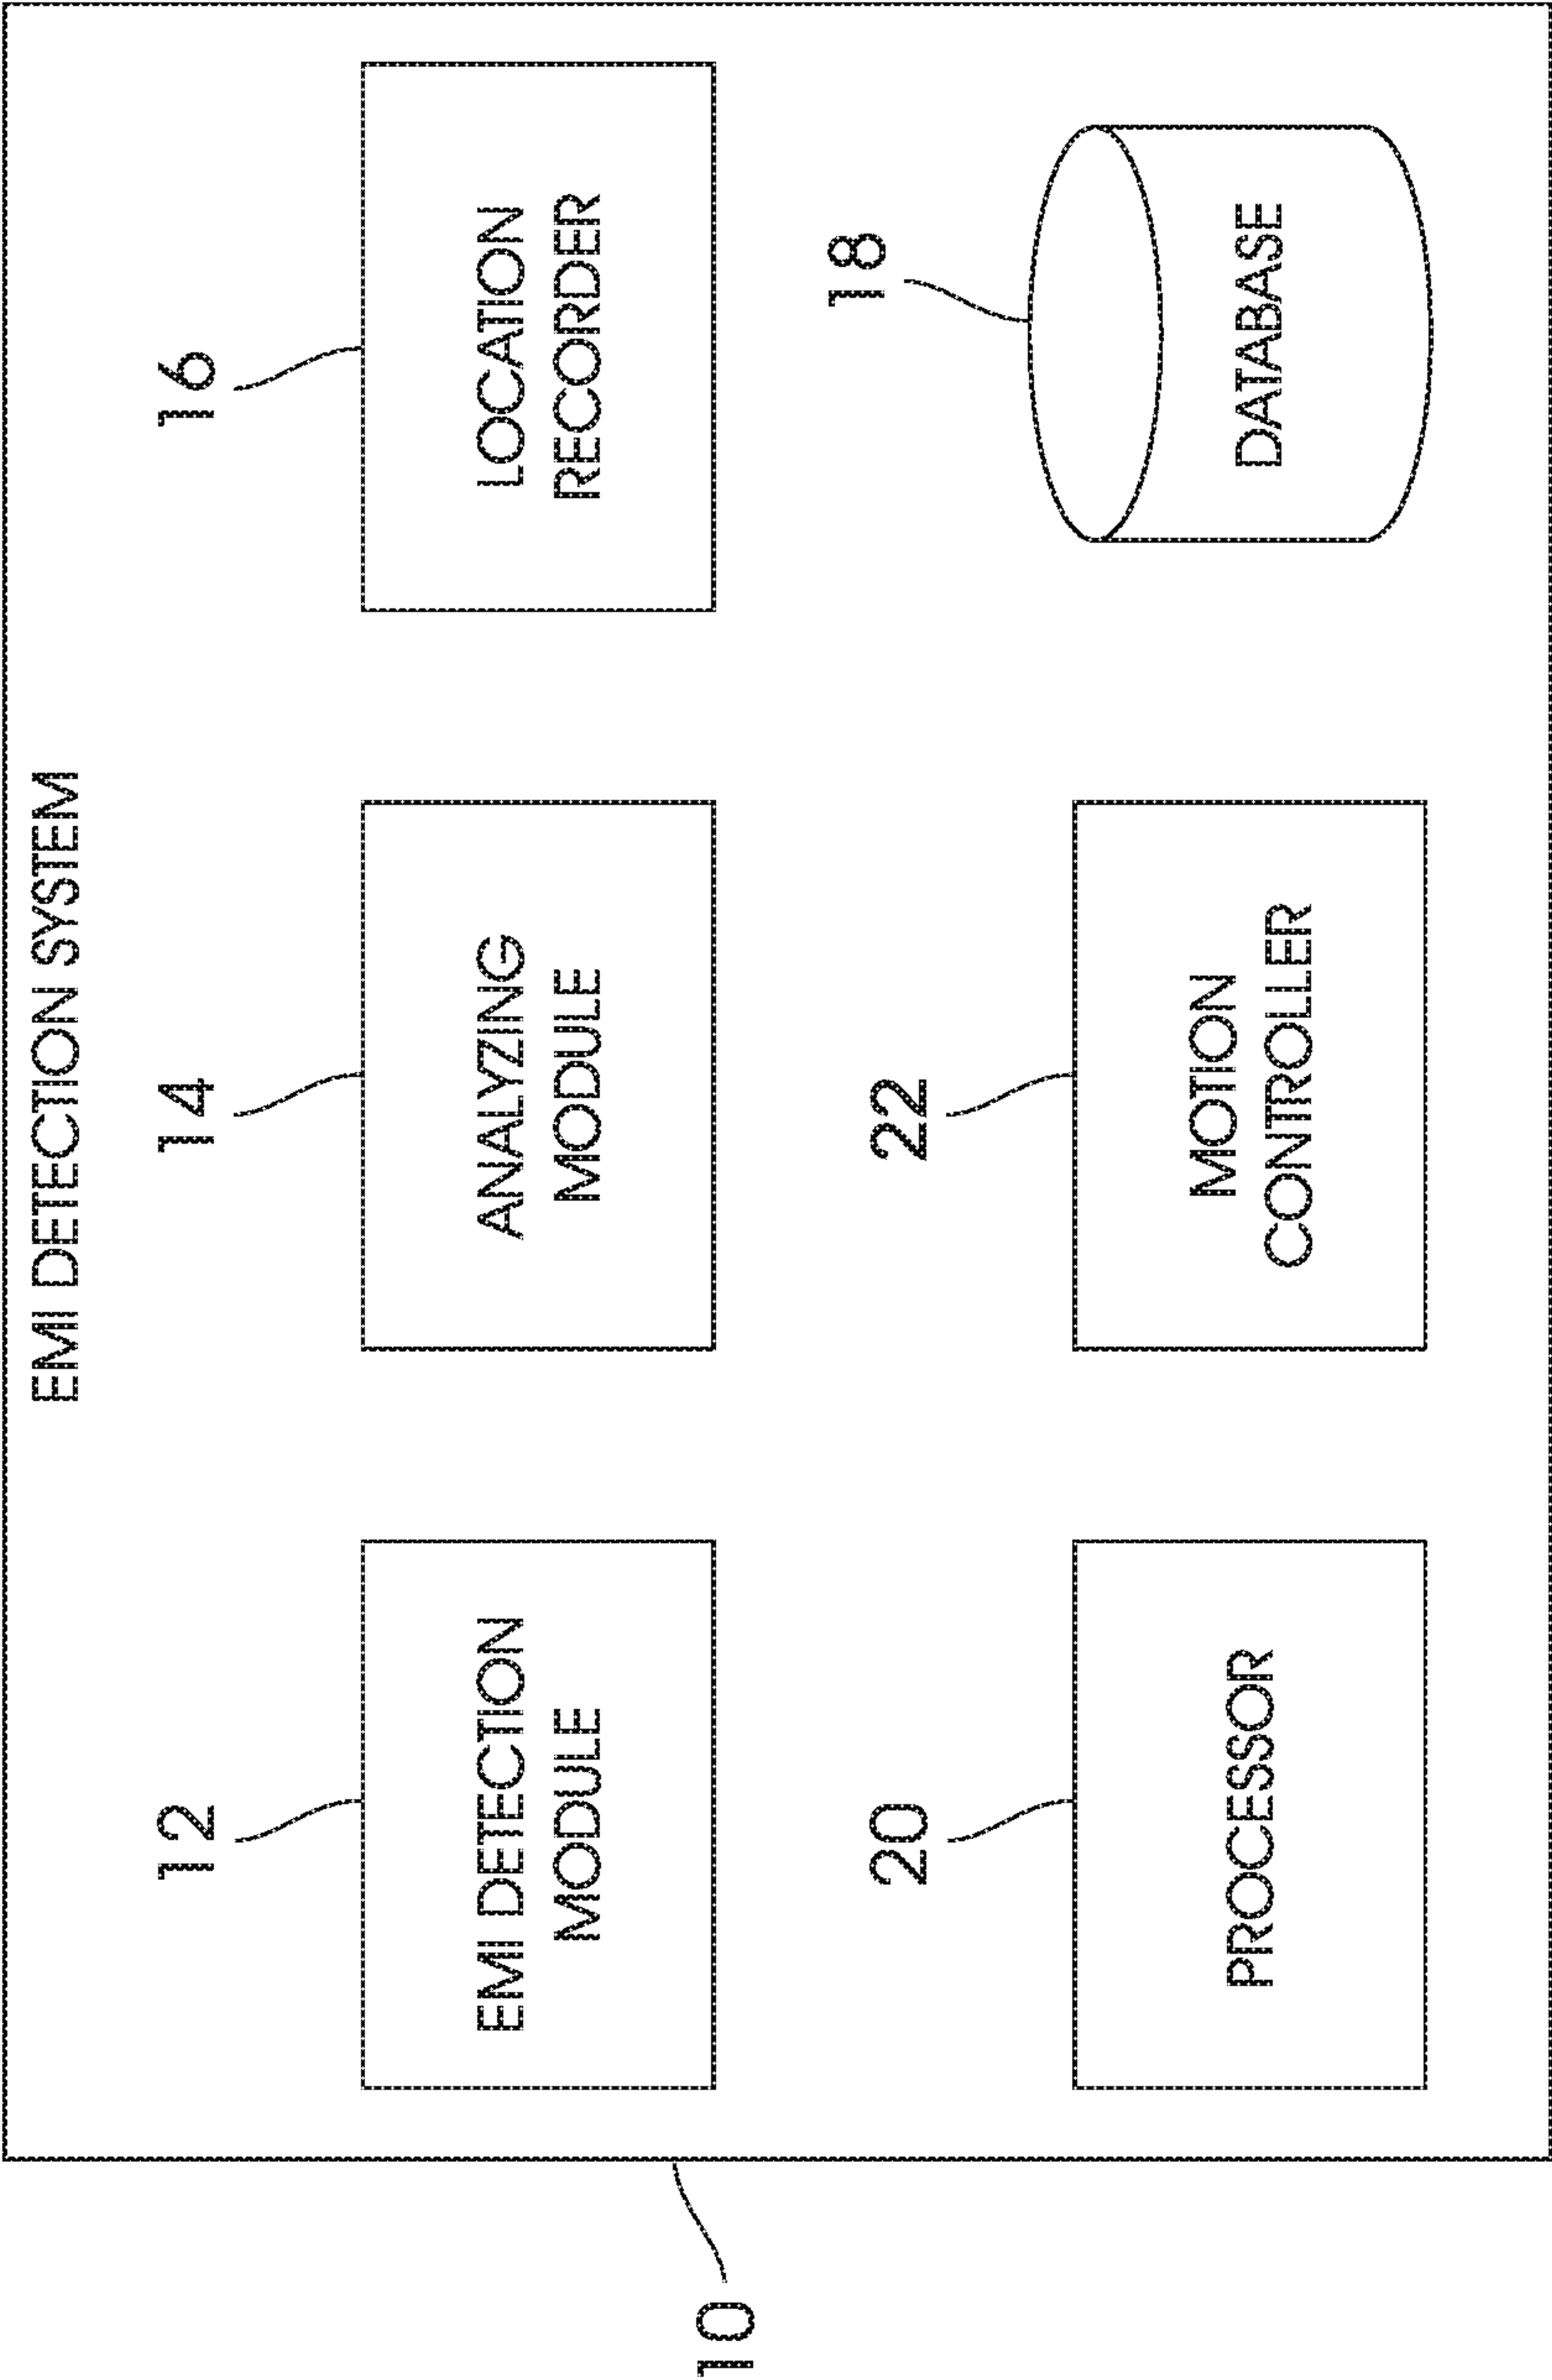 EMI DETECTION SYSTEM
12
14
16
EMI DETECTION
MODULE
ANALYZING
MODULE
LOCATION
RECORDER
20
22
18
PROCESSOR
MOTION
CONTROLLER
DATABASE
10